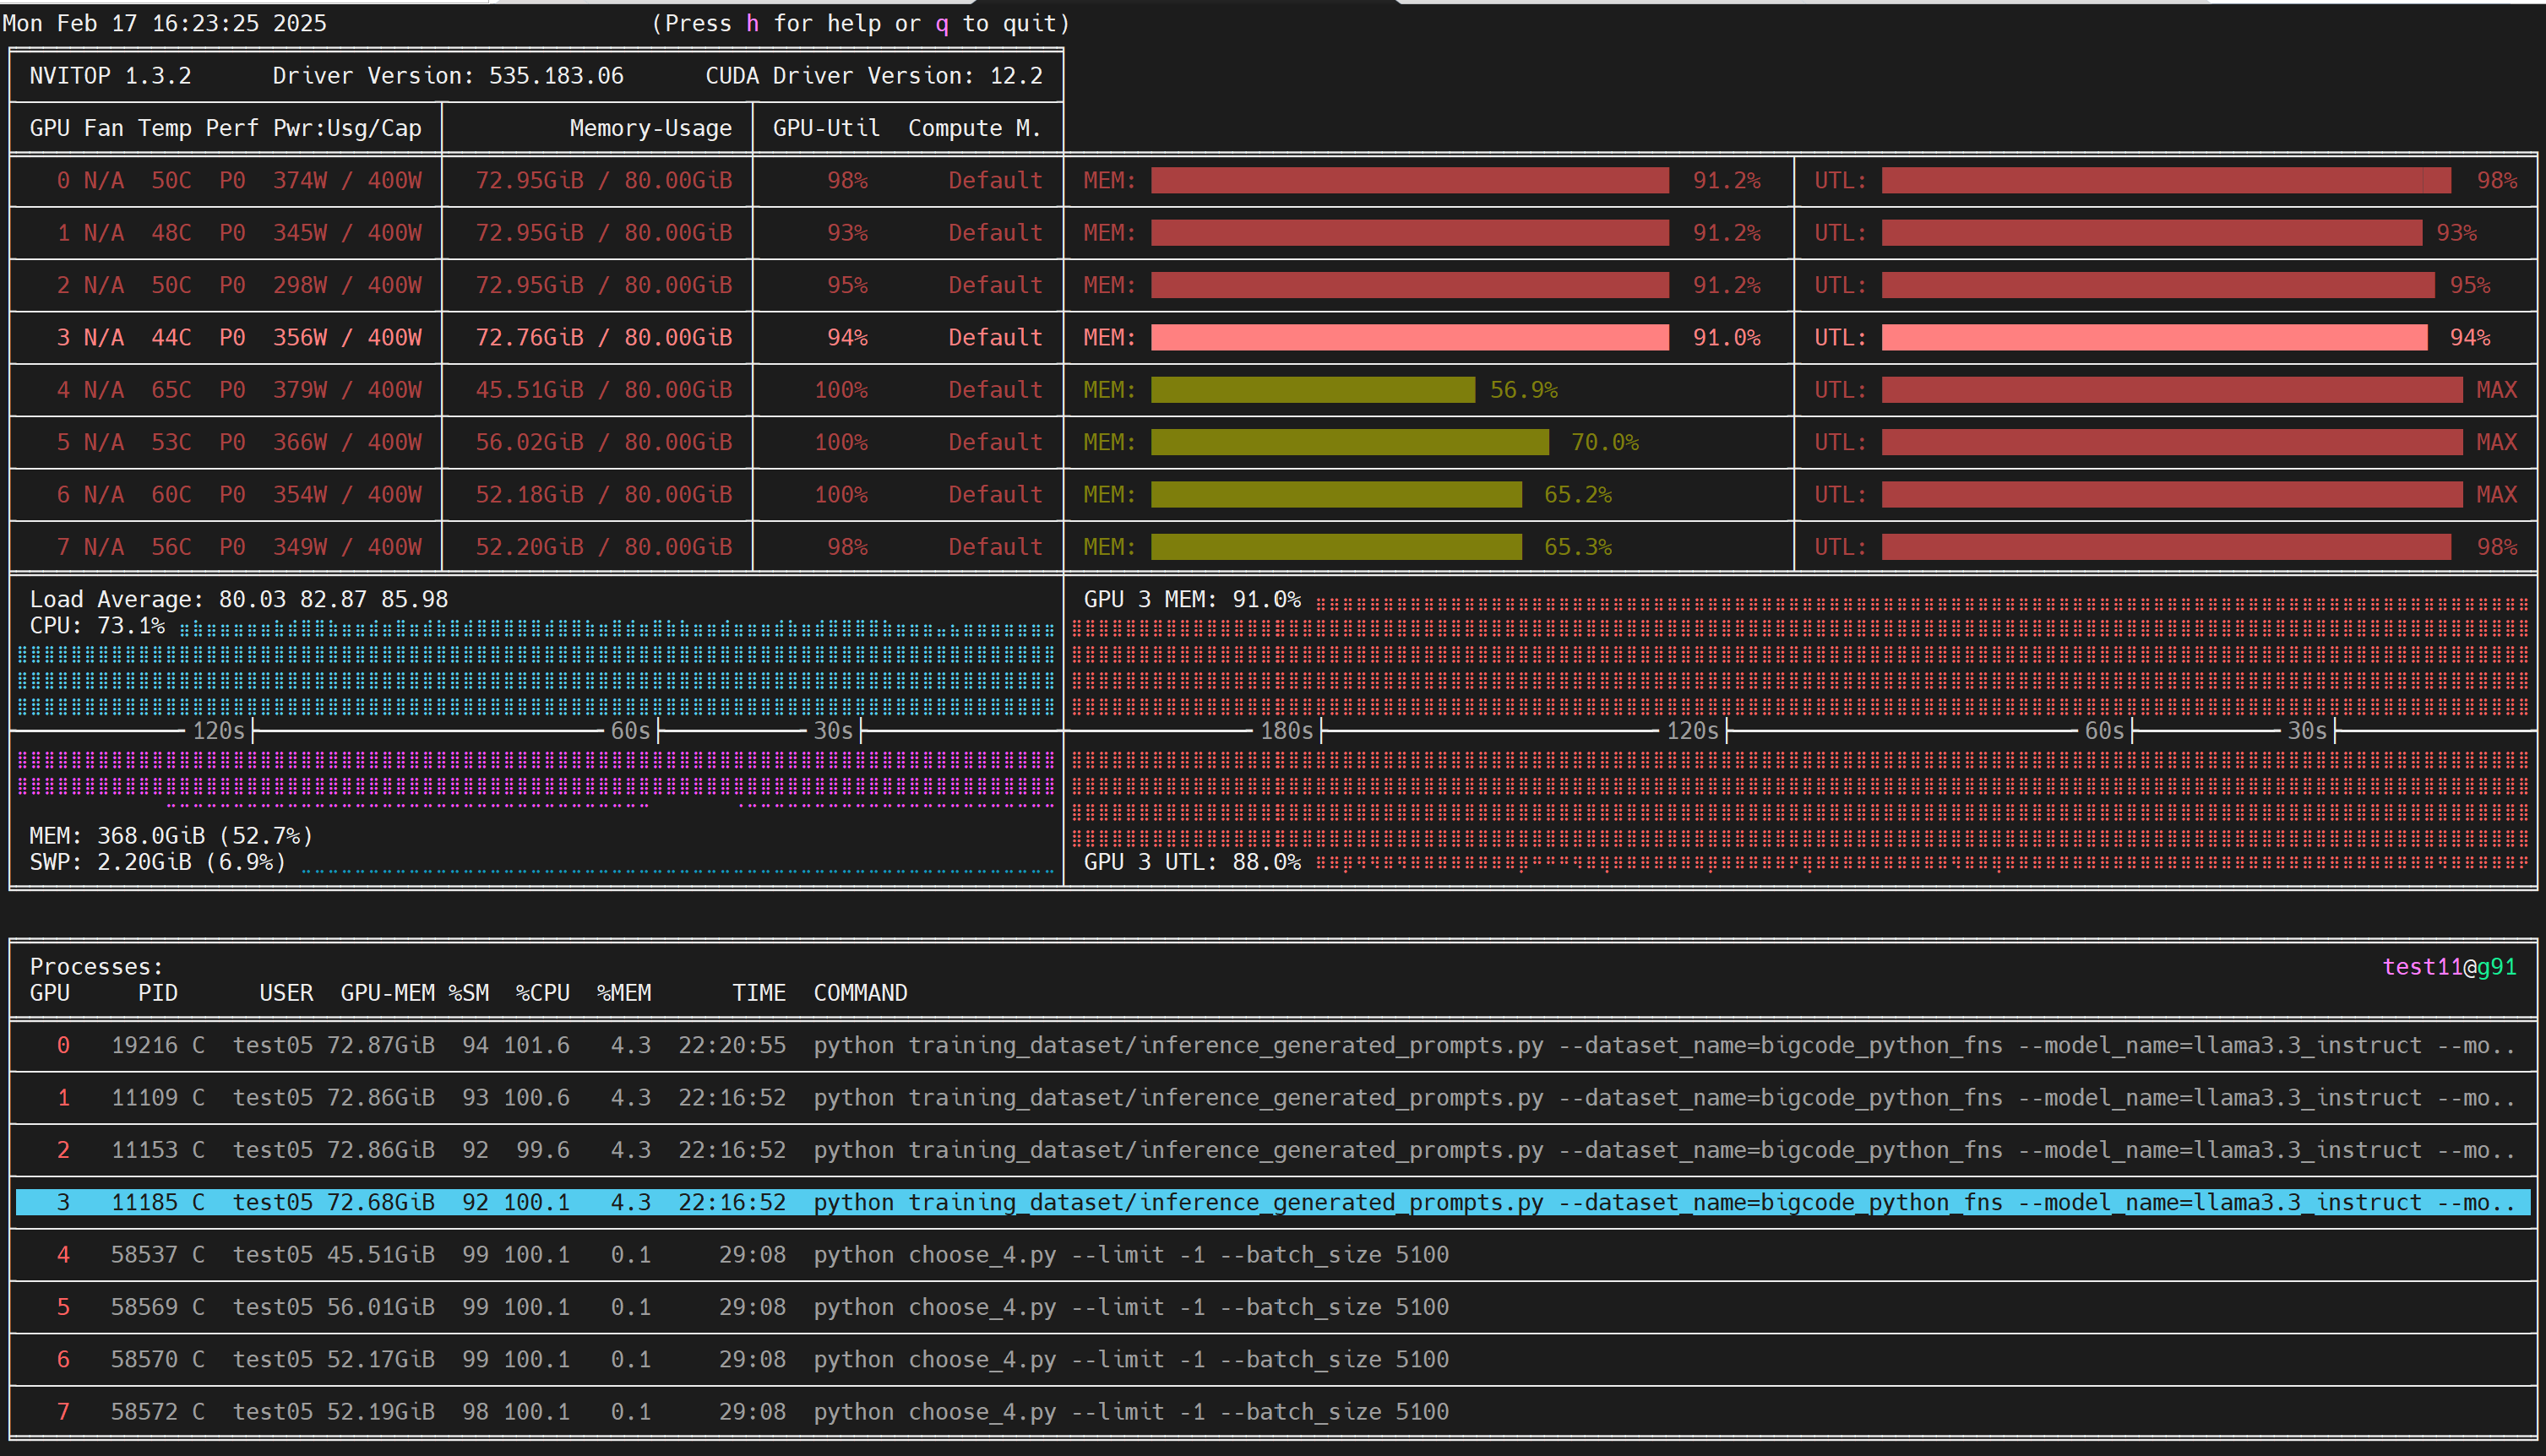 Mon Feb 17 16:23:25 2025 (Press h for help or q to quit)
NVITOP 1.3.2 Driver Version: 535.183.06 CUDA Driver Version: 12.2
GPU Fan Temp Perf Pwr:Usg/Cap Memory-Usage GPU-Util Compute M.
0 N/A 50C P0 374W / 400W 72.95GiB / 80.00GiB 98% Default MEM: 91.2% UTL: 98%
1 N/A 48C P0 345W / 400W 72.95GiB / 80.00GiB 93% Default MEM: 91.2% UTL: 93%
2 N/A 50C P0 298W / 400W 72.95GiB / 80.00GiB 95% Default MEM: 91.2% UTL: 95%
3 N/A 44C P0 356W / 400W 72.76GiB / 80.00GiB 94% Default MEM: 91.0% UTL: 94%
4 N/A 65C P0 379W / 400W 45.51GiB / 80.00GiB 100% Default MEM: 56.9% UTL: MAX
5 N/A 53C P0 366W / 400W 56.02GiB / 80.00GiB 100% Default MEM: 70.0% UTL: MAX
6 N/A 60C P0 354W / 400W 52.18GiB / 80.00GiB 100% Default MEM: 65.2% UTL: MAX
7 N/A 56C P0 349W / 400W 52.20GiB / 80.00GiB 98% Default MEM: 65.3% UTL: 98%
Load Average: 80.03 82.87 85.98 GPU 3 MEM: 91.0%
CPU: 73.1%
120s 60s 30s 180s 120s 60s 30s
MEM: 368.0GiB (52.7%)
SWP: 2.20GiB (6.9%) GPU 3 UTL: 88.0%
Processes: test11@g91
GPU PID USER GPU-MEM %SM %CPU %MEM TIME COMMAND
0 19216 C test05 72.87GiB 94 101.6 4.3 22:20:55 python training_dataset/inference_generated_prompts.py --dataset_name=bigcode_python_fns --model_name=llama3.3_instruct --mo..
1 11109 C test05 72.86GiB 93 100.6 4.3 22:16:52 python training_dataset/inference_generated_prompts.py --dataset_name=bigcode_python_fns --model_name=llama3.3_instruct --mo..
2 11153 C test05 72.86GiB 92 99.6 4.3 22:16:52 python training_dataset/inference_generated_prompts.py --dataset_name=bigcode_python_fns --model_name=llama3.3_instruct --mo..
3 11185 C test05 72.68GiB 92 100.1 4.3 22:16:52 python training_dataset/inference_generated_prompts.py --dataset_name=bigcode_python_fns --model_name=llama3.3_instruct --mo..
4 58537 C test05 45.51GiB 99 100.1 0.1 29:08 python choose_4.py --limit -1 --batch_size 5100
5 58569 C test05 56.01GiB 99 100.1 0.1 29:08 python choose_4.py --limit -1 --batch_size 5100
6 58570 C test05 52.17GiB 99 100.1 0.1 29:08 python choose_4.py --limit -1 --batch_size 5100
7 58572 C test05 52.19GiB 98 100.1 0.1 29:08 python choose_4.py --limit -1 --batch_size 5100